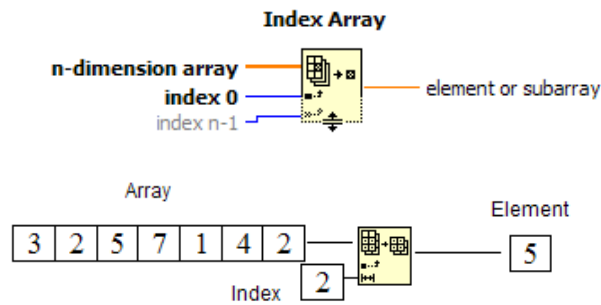 Index Array
n-dimension array
index 0
index n-1
element or subarray
Array
Element
3 2 5 7 1 4 2
5
Index 2